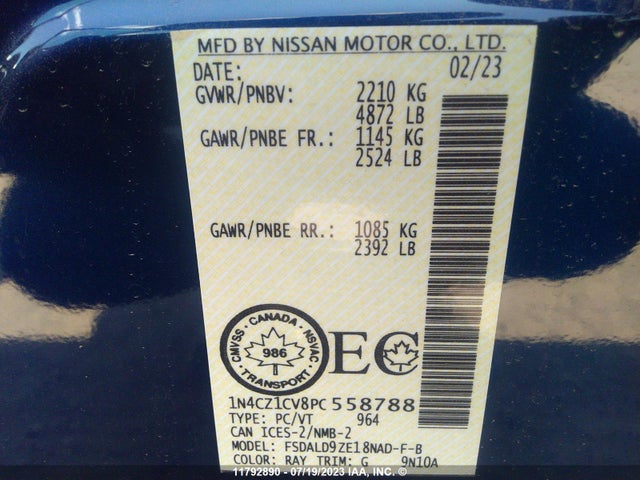 MFD BY NISSAN MOTOR CO., LTD.
DATE: 02/23
GVWR/PNBV: 2210 KG
4872 LB
GAWR/PNBE FR.: 1145 KG
2524 LB
GAWR/PNBE RR.: 1085 KG
2392 LB
CMVSS · CANADA · NSVAC
986
TRANSPORT
EC
1N4CZ1CV8PC 558788
TYPE: PC/VT 964
CAN ICES-2/NMB-2
MODEL: FSDALD9ZE18NAD-F-B
COLOR: RAY TRIM: G 9N10A
11792890 - 07/19/2023 - IAA, Inc. Copyright